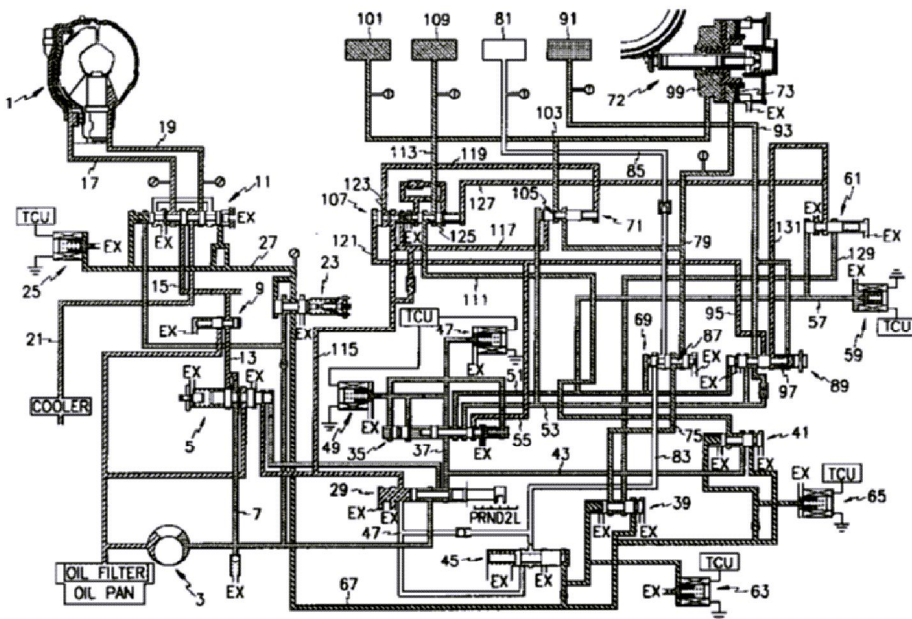 101 109 81 91
72 99 73
EX
1
19
17
103 93
113 119
85
11
123
107
105
127
61
TCU
EX
EX
EX
EX
125
117
71
121
79
131
EX
129
25
27
23
15
9
111
EX
95
57
59
TCU
21
EX
EX
TCU
47
EX
69
87
EX
13
115
51
EX
97
89
COOLER
EX
EX
5
49
EX
35
37
55
53
EX
75
41
EX
43
83
EX
TCU
29
7
EX
PRND2L
39
65
47
EX
EX
OIL FILTER
OIL PAN
3
EX
45
EX
EX
67
TCU
EX
63